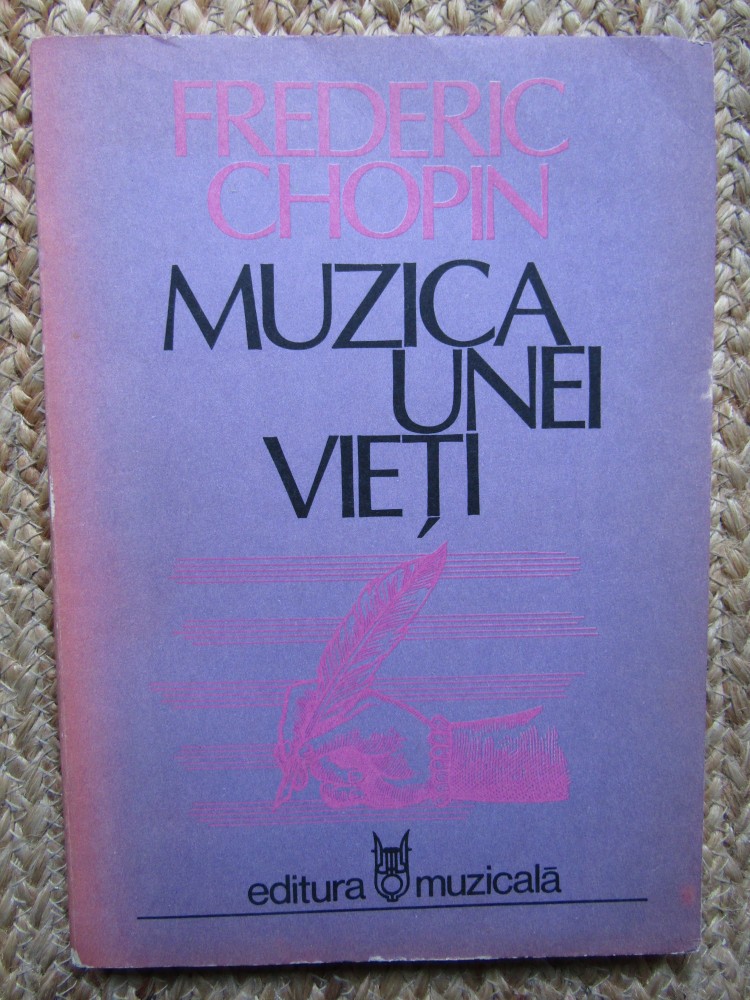 FREDERIC
CHOPIN
MUZICA
UNEI
VIEȚI
editura muzicală